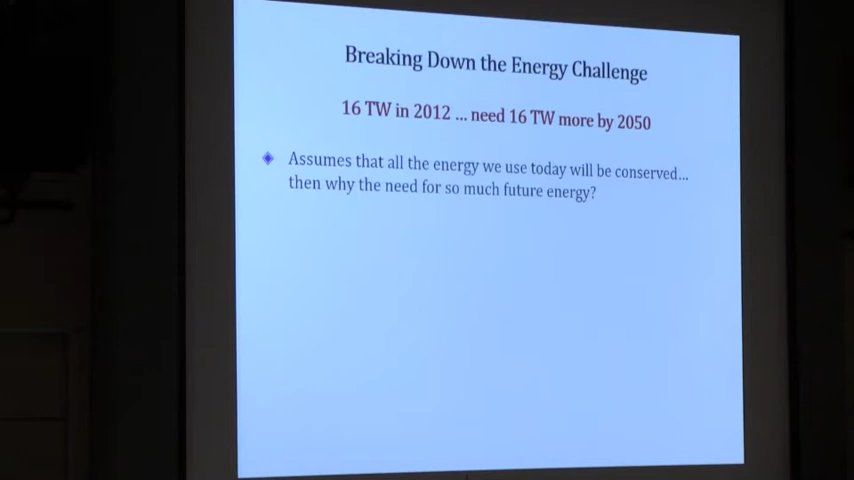 Breaking Down the Energy Challenge
16 TW in 2012 ... need 16 TW more by 2050
Assumes that all the energy we use today will be conserved...
then why the need for so much future energy?